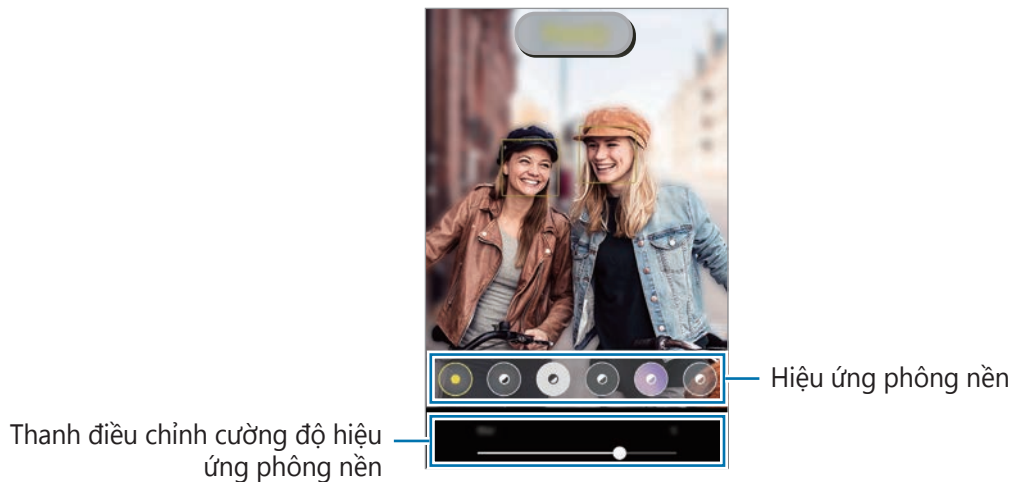 Hiệu ứng phông nền
Thanh điều chỉnh cường độ hiệu
ứng phông nền